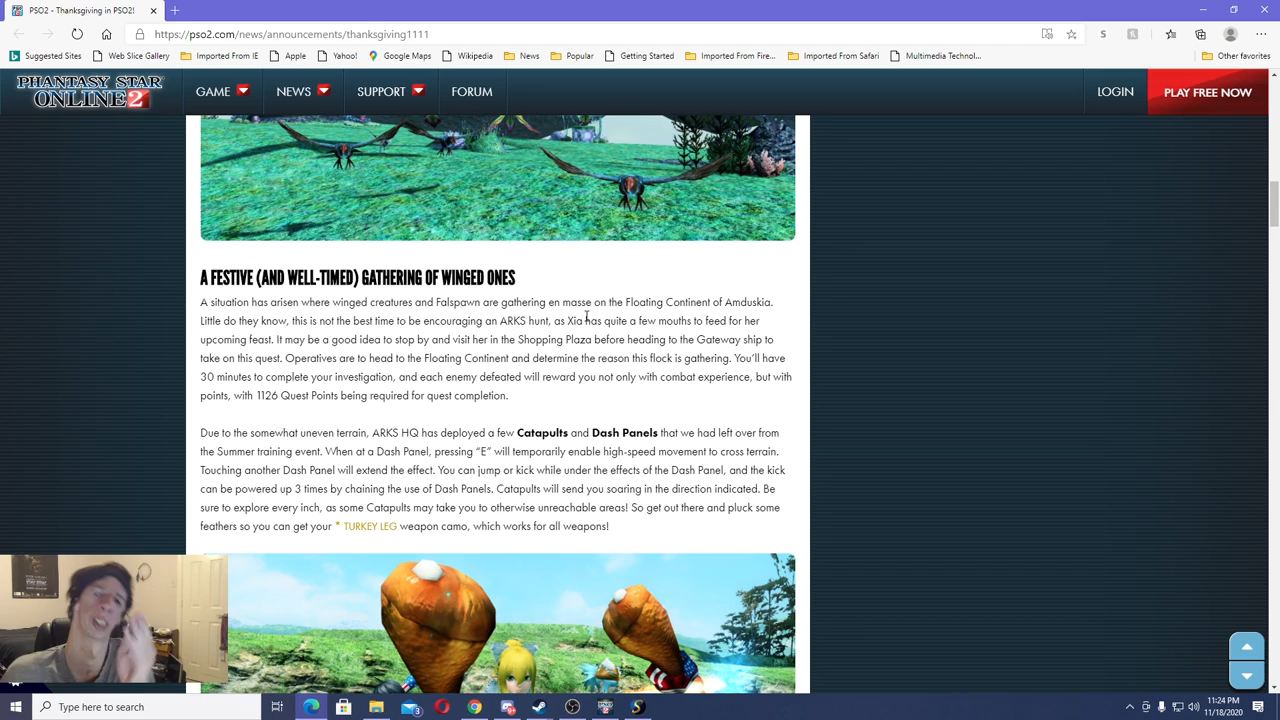 PSO2 - Thanksgiving in PSO2!
https://pso2.com/news/announcements/thanksgiving1111
Suggested Sites Web Slice Gallery Imported From IE Apple Yahoo! Google Maps Wikipedia News Popular Getting Started Imported From Fire... Imported From Safari Multimedia Technol... Other favorites
PHANTASY STAR
ONLINE 2
GAME NEWS SUPPORT FORUM LOGIN PLAY FREE NOW
A FESTIVE (AND WELL-TIMED) GATHERING OF WINGED ONES
A situation has arisen where winged creatures and Falspawn are gathering en masse on the Floating Continent of Amduskia.
Little do they know, this is not the best time to be encouraging an ARKS hunt, as Xia has quite a few mouths to feed for her
upcoming feast. It may be a good idea to stop by and visit her in the Shopping Plaza before heading to the Gateway ship to
take on this quest. Operatives are to head to the Floating Continent and determine the reason this flock is gathering. You'll have
30 minutes to complete your investigation, and each enemy defeated will reward you not only with combat experience, but with
points, with 1126 Quest Points being required for quest completion.
Due to the somewhat uneven terrain, ARKS HQ has deployed a few Catapults and Dash Panels that we had left over from
the Summer training event. When at a Dash Panel, pressing “E” will temporarily enable high-speed movement to cross terrain.
Touching another Dash Panel will extend the effect. You can jump or kick while under the effects of the Dash Panel, and the kick
can be powered up 3 times by chaining the use of Dash Panels. Catapults will send you soaring in the direction indicated. Be
sure to explore every inch, as some Catapults may take you to otherwise unreachable areas! So get out there and pluck some
feathers so you can get your * TURKEY LEG weapon camo, which works for all weapons!
Type here to search
11:24 PM
11/18/2020